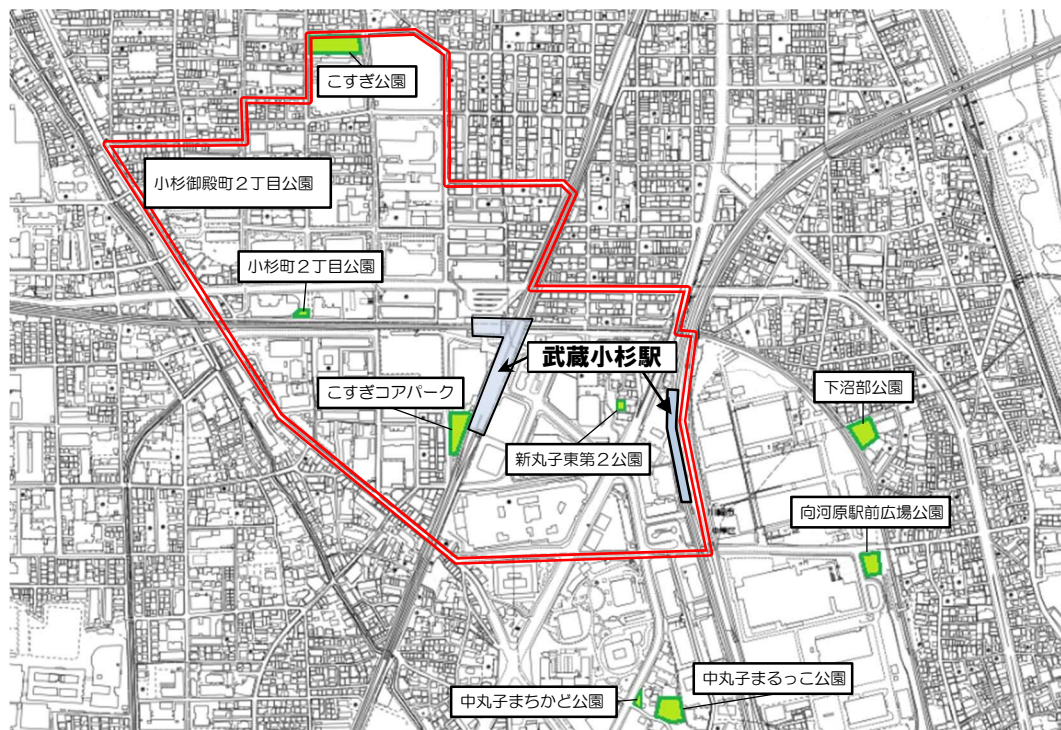 こすぎ公園
小杉御殿町２丁目公園
小杉町２丁目公園
武蔵小杉駅
こすぎコアパーク
下沼部公園
新丸子東第２公園
向河原駅前広場公園
中丸子まるっこ公園
中丸子まちかど公園